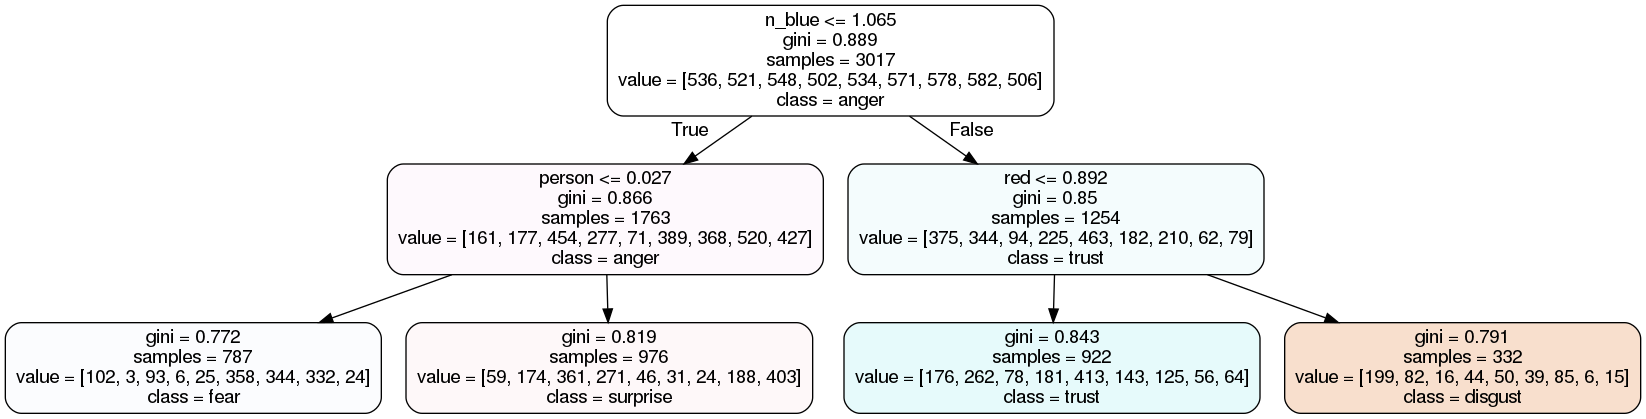 n_blue <= 1.065
gini = 0.889
samples = 3017
value = [536, 521, 548, 502, 534, 571, 578, 582, 506]
class = anger
True
False
person <= 0.027
gini = 0.866
samples = 1763
value = [161, 177, 454, 277, 71, 389, 368, 520, 427]
class = anger
red <= 0.892
gini = 0.85
samples = 1254
value = [375, 344, 94, 225, 463, 182, 210, 62, 79]
class = trust
gini = 0.772
samples = 787
value = [102, 3, 93, 6, 25, 358, 344, 332, 24]
class = fear
gini = 0.819
samples = 976
value = [59, 174, 361, 271, 46, 31, 24, 188, 403]
class = surprise
gini = 0.843
samples = 922
value = [176, 262, 78, 181, 413, 143, 125, 56, 64]
class = trust
gini = 0.791
samples = 332
value = [199, 82, 16, 44, 50, 39, 85, 6, 15]
class = disgust